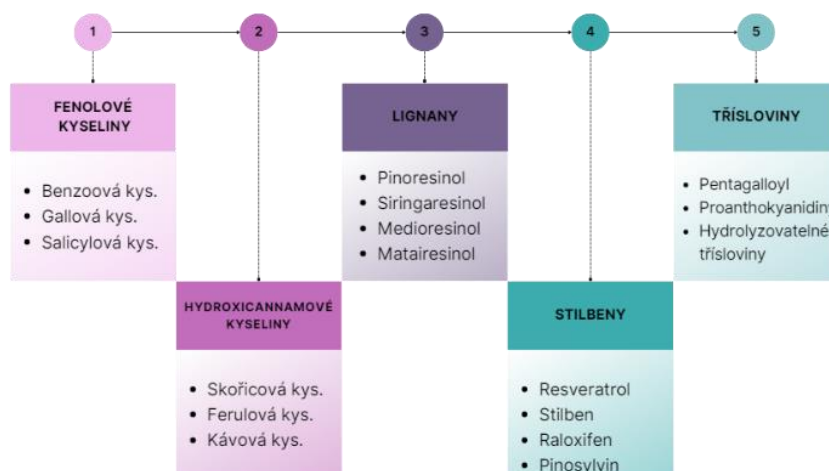 1
2
3
4
5
FENOLOVÉ
KYSELINY
Benzoová kys.
Gallová kys.
Salicylová kys.
HYDROXICANNAMOVÉ
KYSELINY
Skořicová kys.
Ferulová kys.
Kávová kys.
LIGNANY
Pinoresinol
Siringaresinol
Medioresinol
Matairesinol
STILBENY
Resveratrol
Stilben
Raloxifen
Pinosylvin
TŘÍSLOVINY
Pentagalloyl
Proanthokyanidiny
Hydrolyzovatelné
třísloviny